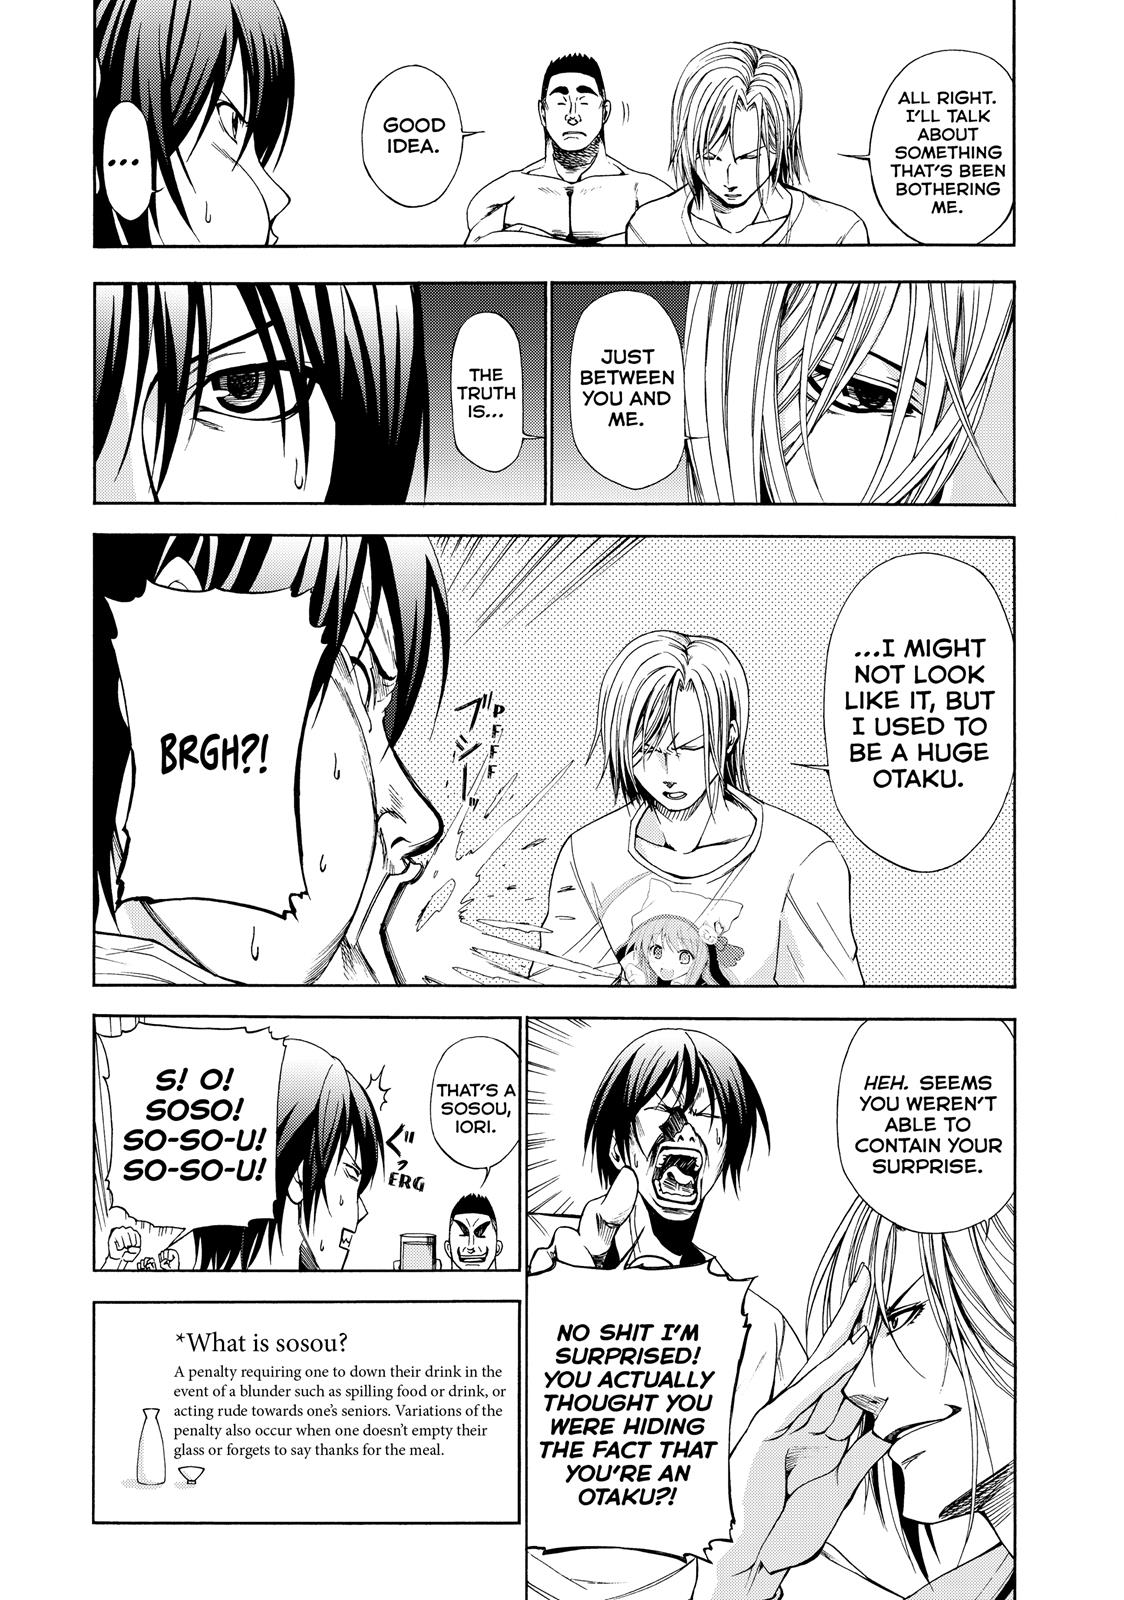 ALL RIGHT.
I'LL TALK
ABOUT
SOMETHING
THAT'S BEEN
BOTHERING
ME.
GOOD
IDEA.
...
JUST
BETWEEN
YOU AND
ME.
THE
TRUTH
IS...
...I MIGHT
NOT LOOK
LIKE IT, BUT
I USED TO
BE A HUGE
OTAKU.
ブシーッ
PFFFF
BRGH?!
HEH. SEEMS
YOU WEREN'T
ABLE TO
CONTAIN YOUR
SURPRISE.
NO SHIT I'M
SURPRISED!
YOU ACTUALLY
THOUGHT YOU
WERE HIDING
THE FACT THAT
YOU'RE AN
OTAKU?!
THAT'S A
SOSOU,
IORI.
ぐっ
ERG
S! O!
SOSO!
SO-SO-U!
SO-SO-U!
*What is sosou?
A penalty requiring one to down their drink in the
event of a blunder such as spilling food or drink, or
acting rude towards one's seniors. Variations of the
penalty also occur when one doesn't empty their
glass or forgets to say thanks for the meal.